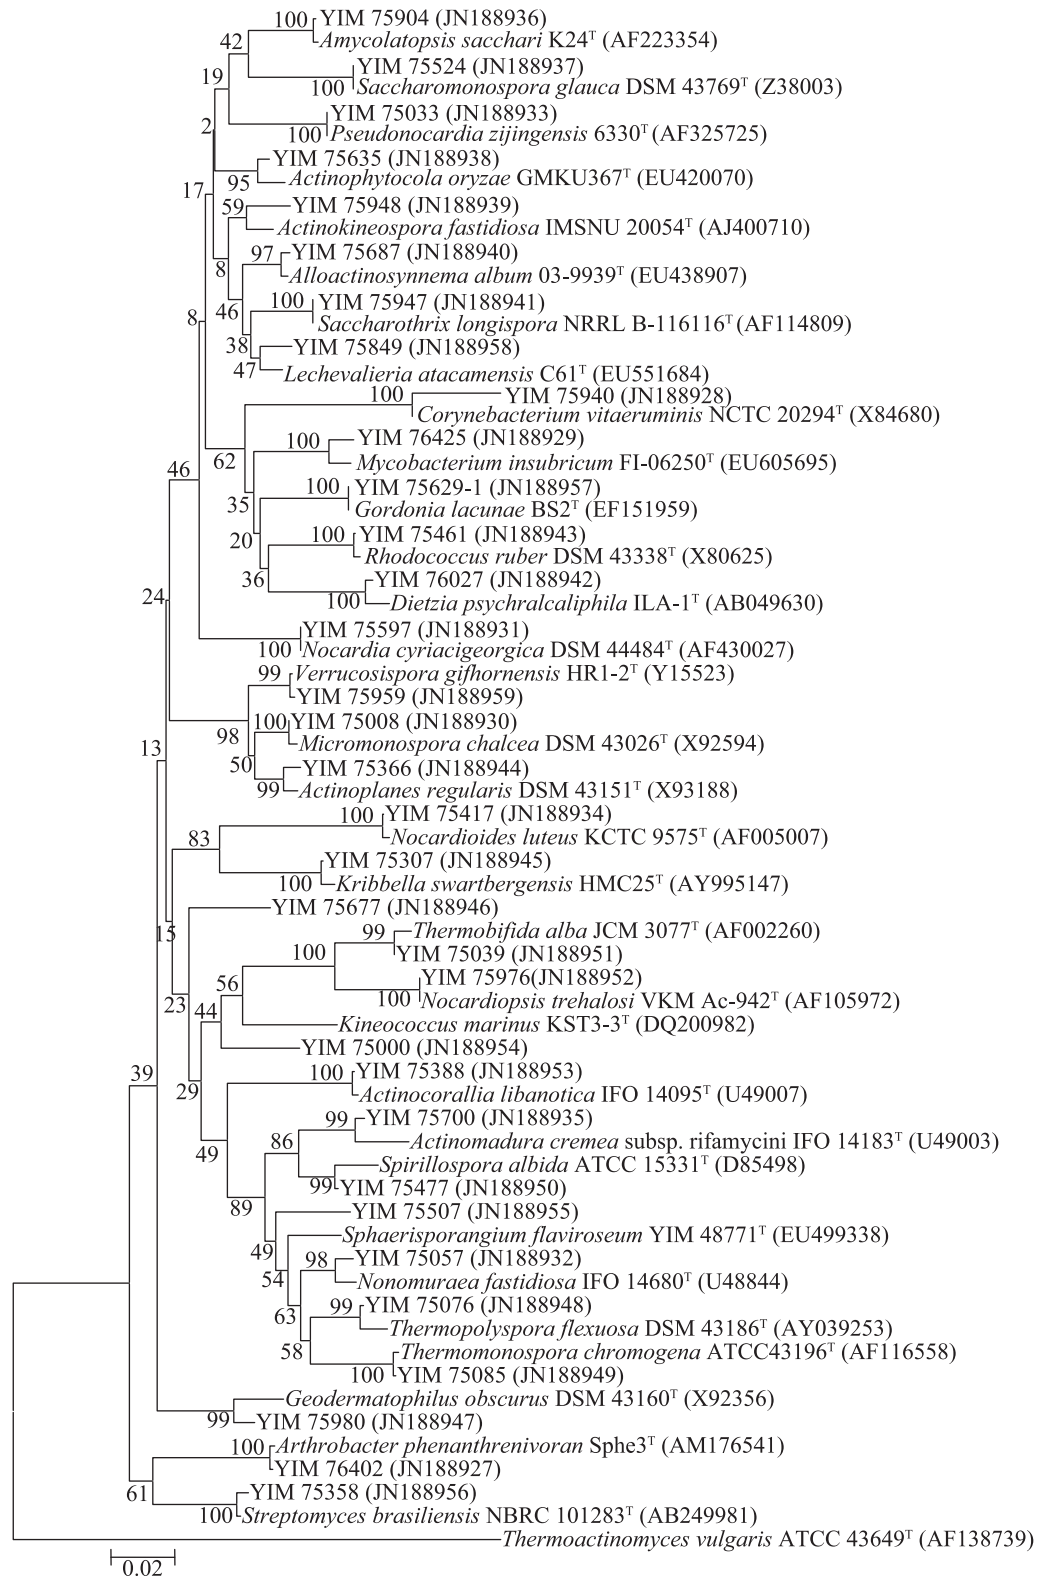 100 YIM 75904 (JN188936)
42 Amycolatopsis sacchari K24ᵀ (AF223354)
YIM 75524 (JN188937)
19 100 Saccharomonospora glauca DSM 43769ᵀ (Z38003)
YIM 75033 (JN188933)
2 100 Pseudonocardia zijingensis 6330ᵀ (AF325725)
YIM 75635 (JN188938)
17 95 Actinophytocola oryzae GMKU367ᵀ (EU420070)
59 YIM 75948 (JN188939)
Actinokineospora fastidiosa IMSNU 20054ᵀ (AJ400710)
97 YIM 75687 (JN188940)
8 Alloactinosynnema album 03-9939ᵀ (EU438907)
100 YIM 75947 (JN188941)
8 46 Saccharothrix longispora NRRL B-116116ᵀ (AF114809)
38 YIM 75849 (JN188958)
47 Lechevalieria atacamensis C61ᵀ (EU551684)
100 YIM 75940 (JN188928)
Corynebacterium vitaeruminis NCTC 20294ᵀ (X84680)
100 YIM 76425 (JN188929)
46 62 Mycobacterium insubricum FI-06250ᵀ (EU605695)
100 YIM 75629-1 (JN188957)
35 Gordonia lacunae BS2ᵀ (EF151959)
100 YIM 75461 (JN188943)
20 Rhodococcus ruber DSM 43338ᵀ (X80625)
36 YIM 76027 (JN188942)
24 100 Dietzia psychralcaliphila ILA-1ᵀ (AB049630)
YIM 75597 (JN188931)
100 Nocardia cyriacigeorgica DSM 44484ᵀ (AF430027)
99 Verrucosispora gifhornensis HR1-2ᵀ (Y15523)
YIM 75959 (JN188959)
100 YIM 75008 (JN188930)
13 98 Micromonospora chalcea DSM 43026ᵀ (X92594)
50 YIM 75366 (JN188944)
99 Actinoplanes regularis DSM 43151ᵀ (X93188)
100 YIM 75417 (JN188934)
83 Nocardioides luteus KCTC 9575ᵀ (AF005007)
YIM 75307 (JN188945)
100 Kribbella swartbergensis HMC25ᵀ (AY995147)
YIM 75677 (JN188946)
15 99 Thermobifida alba JCM 3077ᵀ (AF002260)
100 YIM 75039 (JN188951)
56 YIM 75976(JN188952)
23 44 100 Nocardiopsis trehalosi VKM Ac-942ᵀ (AF105972)
Kineococcus marinus KST3-3ᵀ (DQ200982)
YIM 75000 (JN188954)
39 100 YIM 75388 (JN188953)
29 Actinocorallia libanotica IFO 14095ᵀ (U49007)
99 YIM 75700 (JN188935)
49 86 Actinomadura cremea subsp. rifamycini IFO 14183ᵀ (U49003)
Spirillospora albida ATCC 15331ᵀ (D85498)
99 YIM 75477 (JN188950)
89 YIM 75507 (JN188955)
49 Sphaerisporangium flaviroseum YIM 48771ᵀ (EU499338)
98 YIM 75057 (JN188932)
54 Nonomuraea fastidiosa IFO 14680ᵀ (U48844)
63 99 YIM 75076 (JN188948)
Thermopolyspora flexuosa DSM 43186ᵀ (AY039253)
58 Thermomonospora chromogena ATCC43196ᵀ (AF116558)
100 YIM 75085 (JN188949)
Geodermatophilus obscurus DSM 43160ᵀ (X92356)
99 YIM 75980 (JN188947)
100 Arthrobacter phenanthrenivoran Sphe3ᵀ (AM176541)
YIM 76402 (JN188927)
61 YIM 75358 (JN188956)
100 Streptomyces brasiliensis NBRC 101283ᵀ (AB249981)
Thermoactinomyces vulgaris ATCC 43649ᵀ (AF138739)
0.02